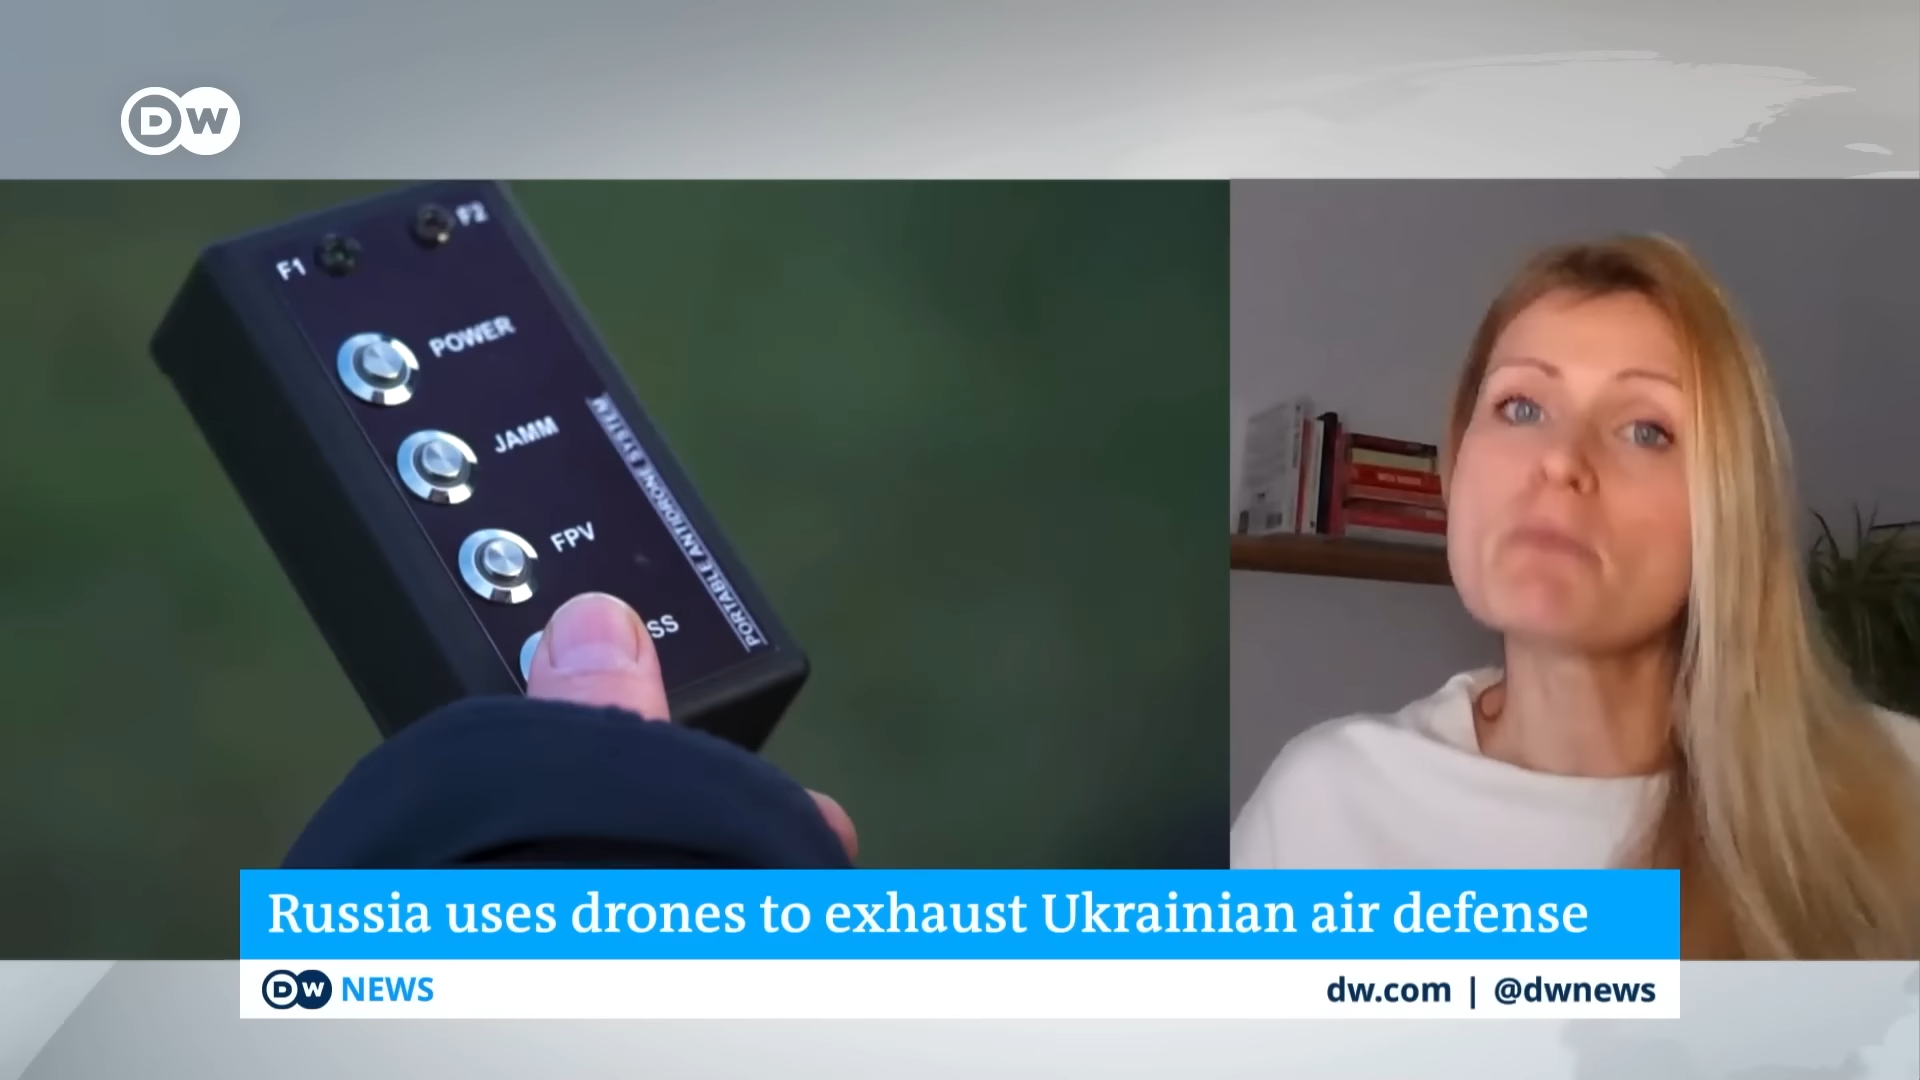 DW
F1
F2
POWER
JAMM
FPV
SS
PORTABLE ANTIDRONE SYSTEM
Russia uses drones to exhaust Ukrainian air defense
DW NEWS
dw.com | @dwnews